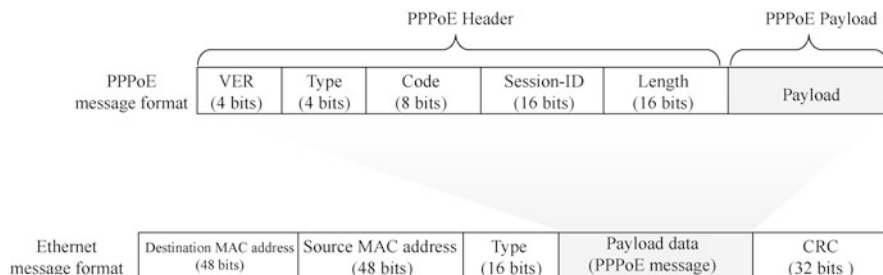 PPPoE Header
PPPoE Payload
PPPoE
message format
VER
(4 bits)
Type
(4 bits)
Code
(8 bits)
Session-ID
(16 bits)
Length
(16 bits)
Payload
Ethernet
message format
Destination MAC address
(48 bits)
Source MAC address
(48 bits)
Type
(16 bits)
Payload data
(PPPoE message)
CRC
(32 bits )